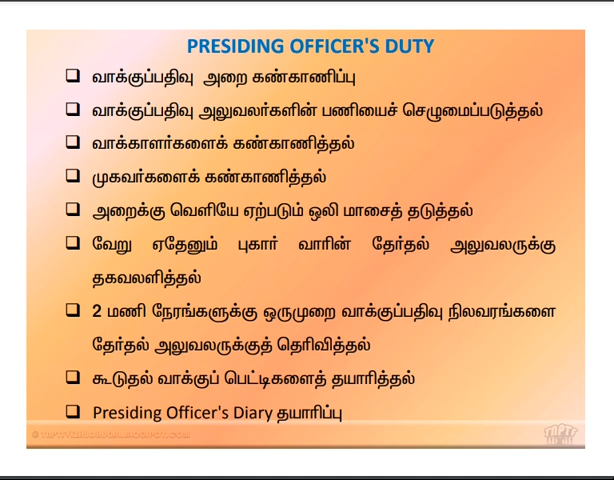 PRESIDING OFFICER'S DUTY
❑ வாக்குப்பதிவு அறை கண்காணிப்பு
❑ வாக்குப்பதிவு அலுவலர்களின் பணியைச் செழுமைப்படுத்தல்
❑ வாக்காளர்களைக் கண்காணித்தல்
❑ முகவர்களைக் கண்காணித்தல்
❑ அறைக்கு வெளியே ஏற்படும் ஒலி மாசைத் தடுத்தல்
❑ வேறு ஏதேனும் புகார் வாரின் தேர்தல் அலுவலருக்கு
தகவலளித்தல்
❑ 2 மணி நேரங்களுக்கு ஒருமுறை வாக்குப்பதிவு நிலவரங்களை
தேர்தல் அலுவலருக்குத் தெரிவித்தல்
❑ கூடுதல் வாக்குப் பெட்டிகளைத் தயாரித்தல்
❑ Presiding Officer's Diary தயாரிப்பு
TNPTF